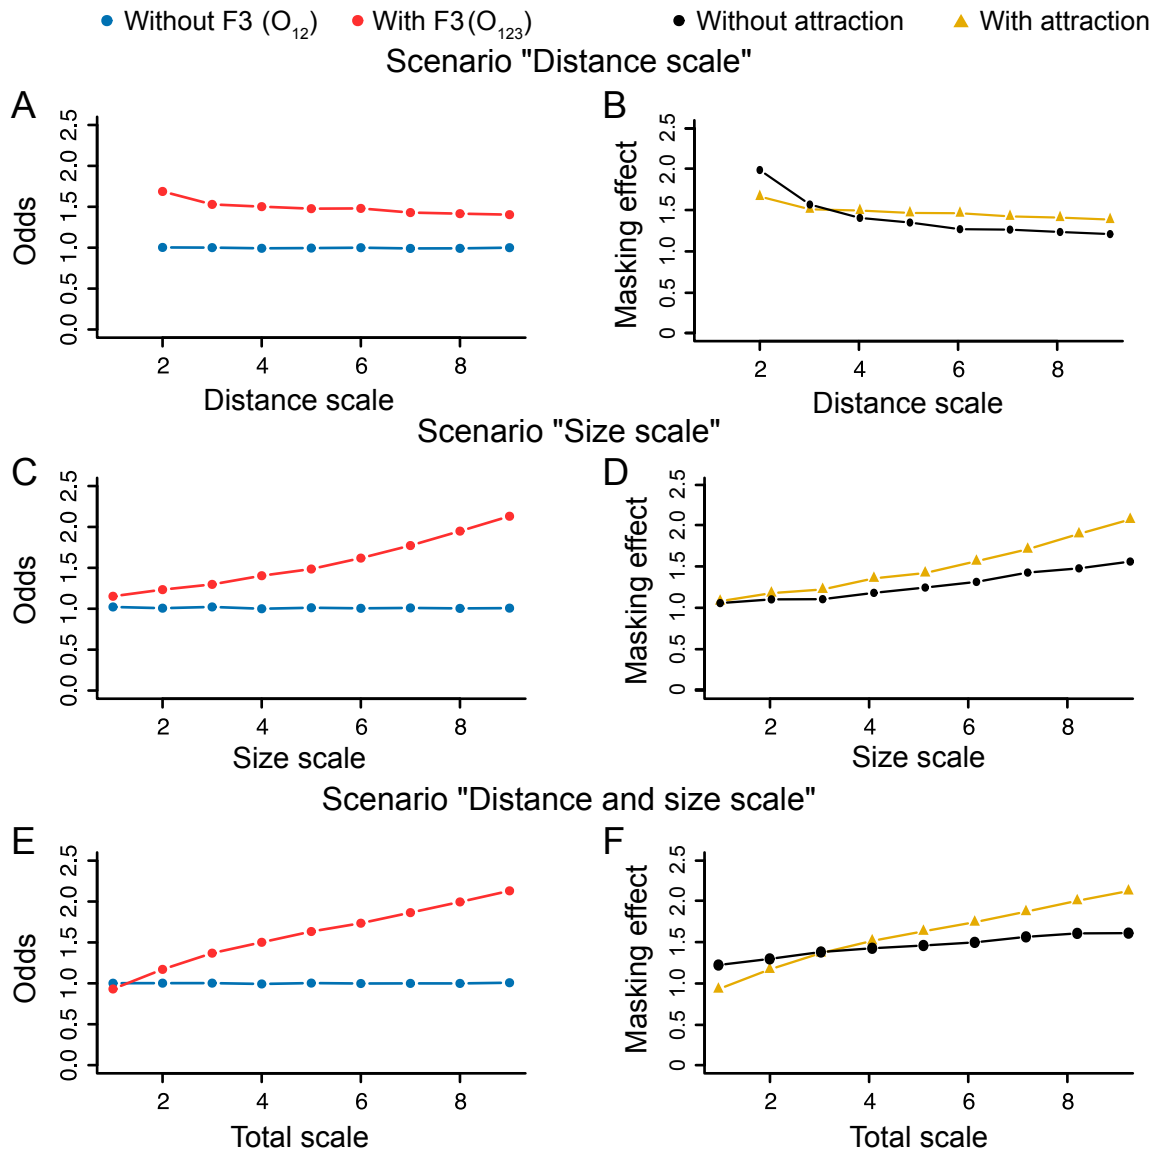 Without F3 (O12) With F3 (O123) Without attraction With attraction
Scenario "Distance scale"
A
Odds
0.0 0.5 1.0 1.5 2.0 2.5
2 4 6 8
Distance scale
B
Masking effect
0 0.5 1.0 1.5 2.0 2.5
2 4 6 8
Distance scale
Scenario "Size scale"
C
Odds
0.0 0.5 1.0 1.5 2.0 2.5
2 4 6 8
Size scale
D
Masking effect
0 0.5 1.0 1.5 2.0 2.5
2 4 6 8
Size scale
Scenario "Distance and size scale"
E
Odds
0.0 0.5 1.0 1.5 2.0 2.5
2 4 6 8
Total scale
F
Masking effect
0 0.5 1.0 1.5 2.0 2.5
2 4 6 8
Total scale